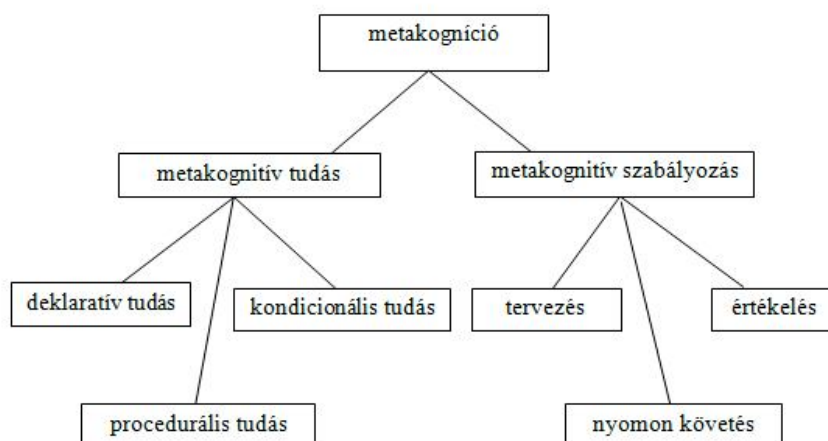 metakogníció
metakognitív tudás
metakognitív szabályozás
deklaratív tudás
kondicionális tudás
tervezés
értékelés
procedurális tudás
nyomon követés